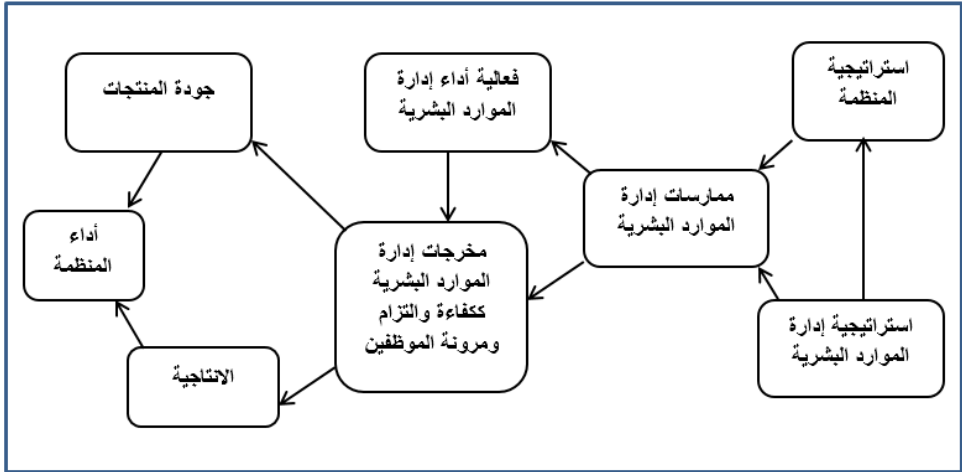 استراتيجية
المنظمة
استراتيجية إدارة
الموارد البشرية
ممارسات إدارة
الموارد البشرية
فعالية أداء إدارة
الموارد البشرية
مخرجات إدارة
الموارد البشرية
ككفاءة والتزام
ومرونة الموظفين
جودة المنتجات
الانتاجية
أداء
المنظمة